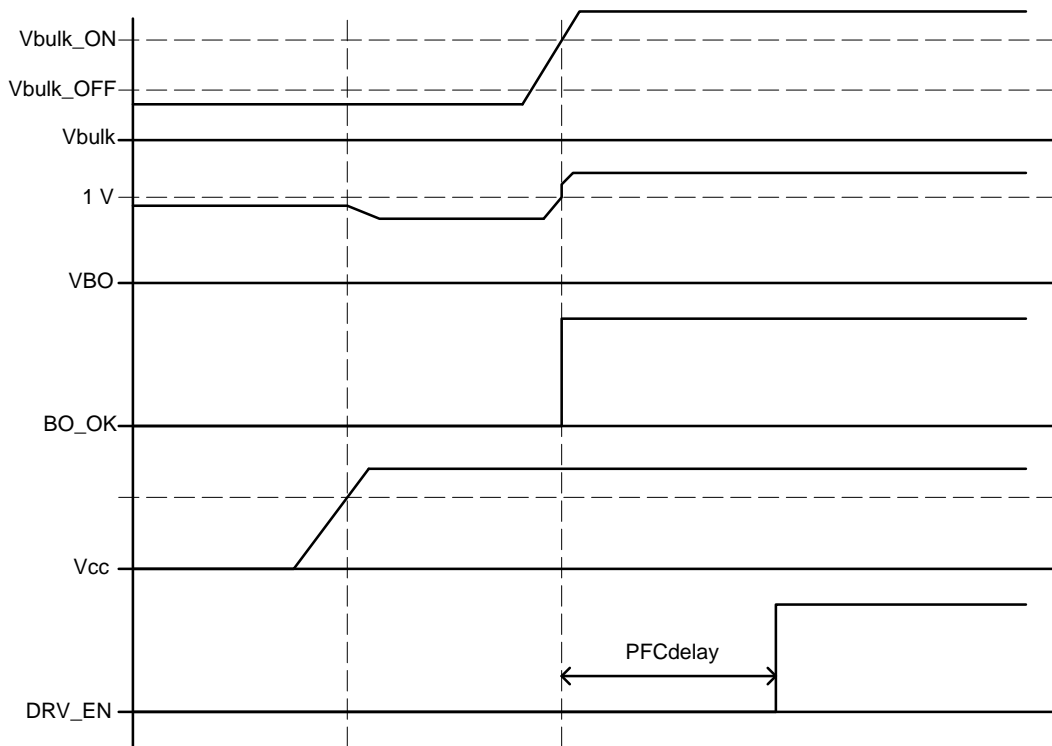 Vbulk_ON
Vbulk_OFF
Vbulk
1 V
VBO
BO_OK
Vcc
PFCdelay
DRV_EN